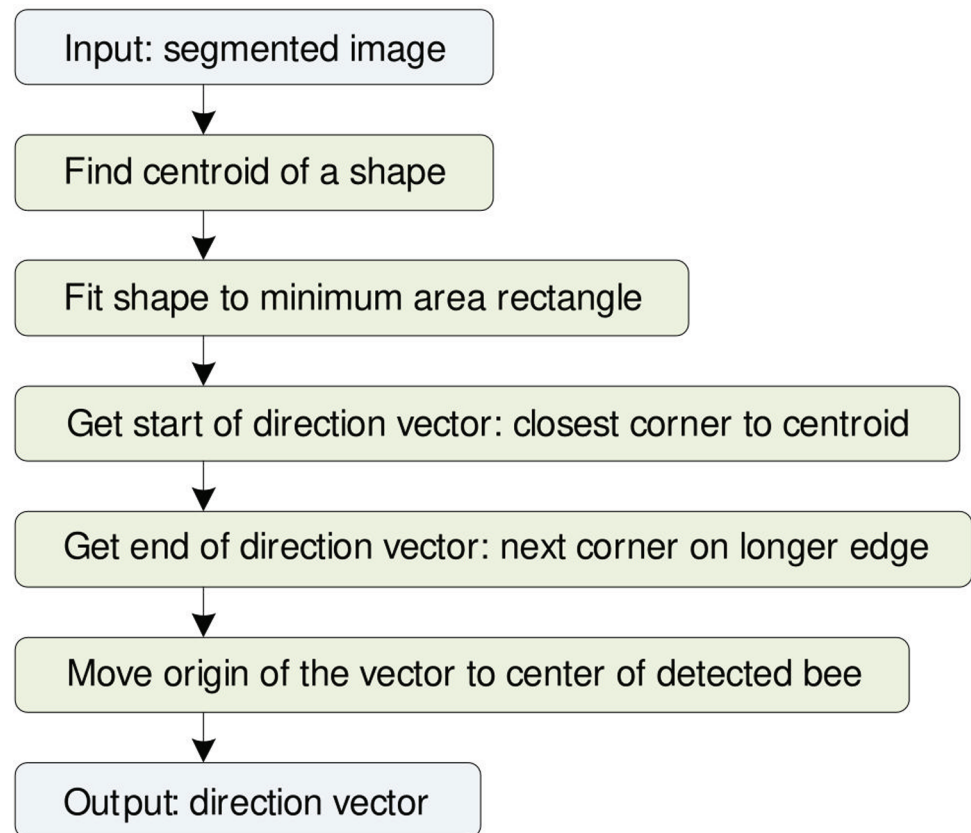 Input: segmented image
Find centroid of a shape
Fit shape to minimum area rectangle
Get start of direction vector: closest corner to centroid
Get end of direction vector: next corner on longer edge
Move origin of the vector to center of detected bee
Output: direction vector